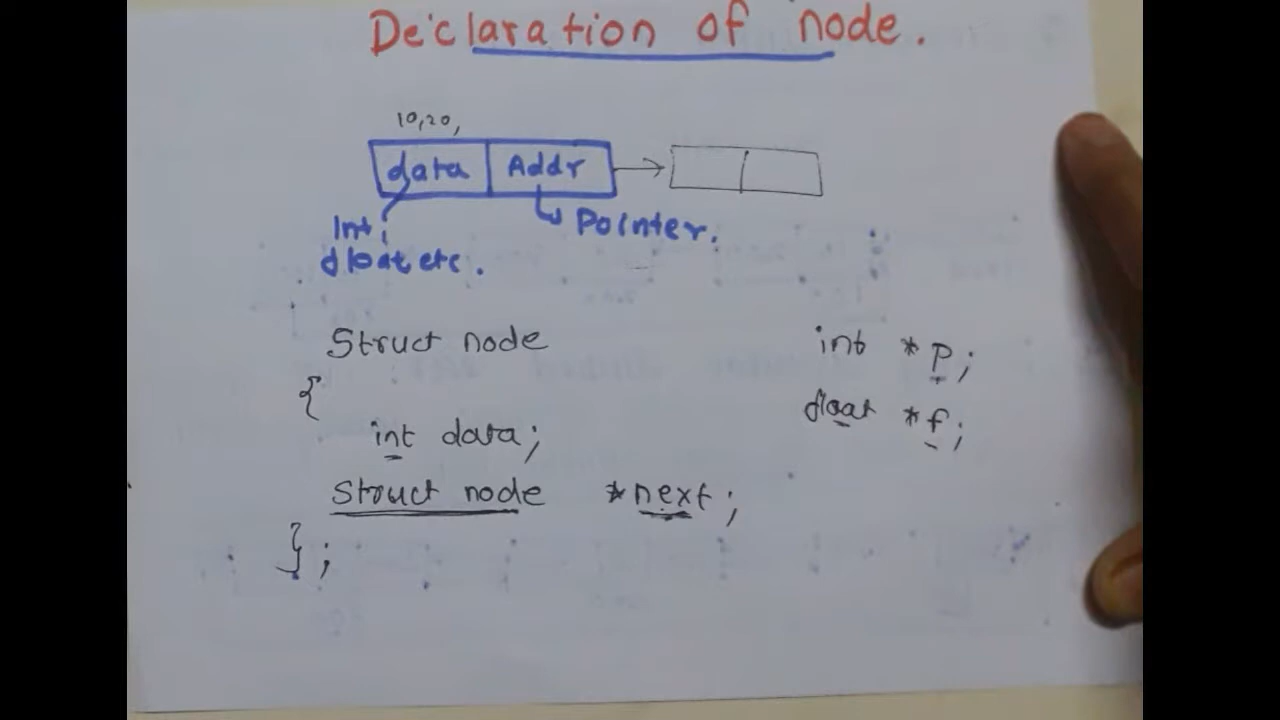 Declaration of node.
10,20,
data Addr
Int,
float etc.
Pointer.
Struct node
{
int data;
Struct node *next;
};
int *p;
float *f;